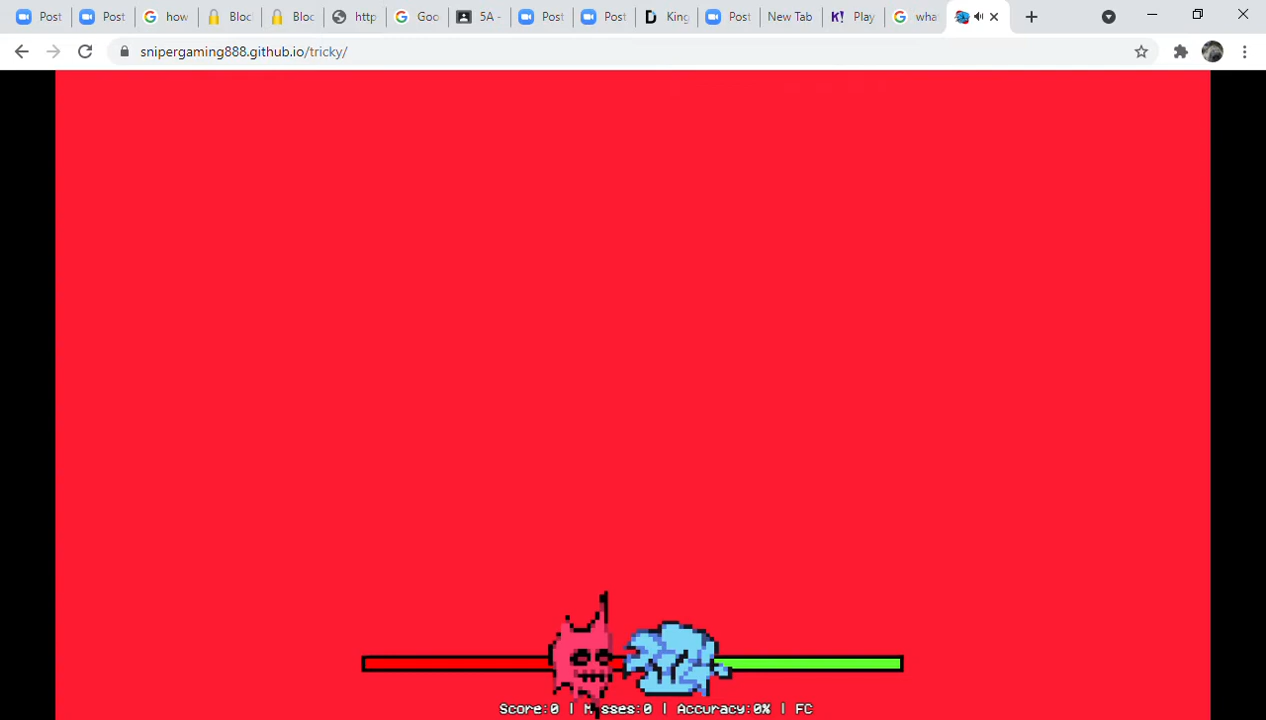 Post Post how Bloc Bloc http Goo 5A - Post Post King Post New Tab Play wha
snipergaming888.github.io/tricky/
Score:0 | Misses:0 | Accuracy:0% | FC